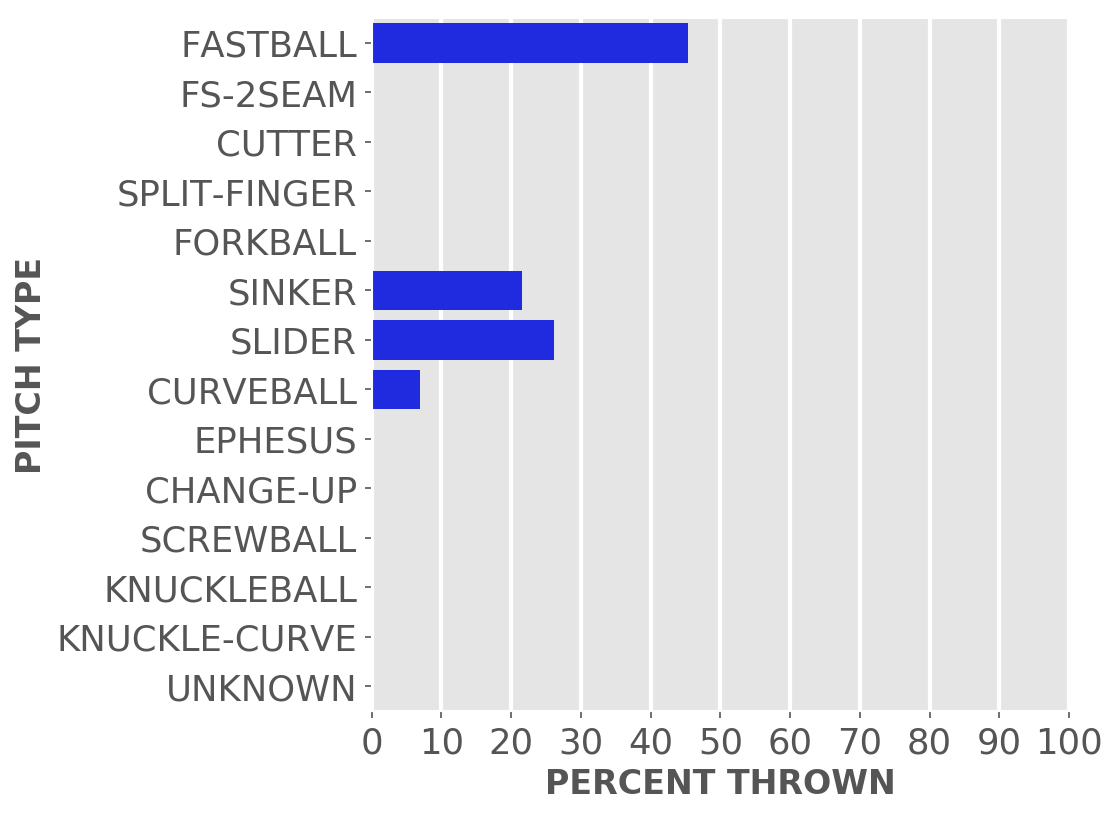 FASTBALL
FS-2SEAM
CUTTER
SPLIT-FINGER
FORKBALL
SINKER
SLIDER
CURVEBALL
EPHESUS
CHANGE-UP
SCREWBALL
KNUCKLEBALL
KNUCKLE-CURVE
UNKNOWN
PITCH TYPE
0 10 20 30 40 50 60 70 80 90 100
PERCENT THROWN